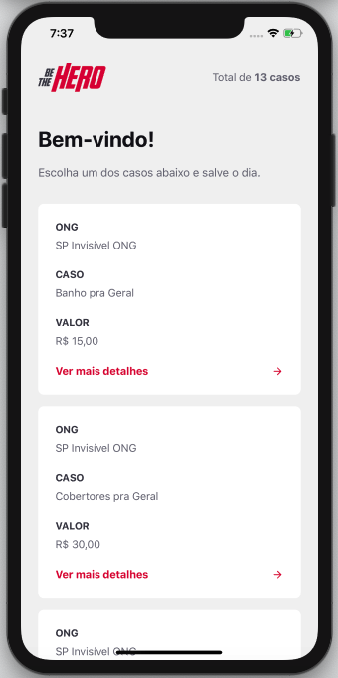 7:37
BE THE HERO
Total de 13 casos
Bem-vindo!
Escolha um dos casos abaixo e salve o dia.
ONG
SP Invisível ONG
CASO
Banho pra Geral
VALOR
R$ 15,00
Ver mais detalhes
ONG
SP Invisível ONG
CASO
Cobertores pra Geral
VALOR
R$ 30,00
Ver mais detalhes
ONG
SP Invisível ONG